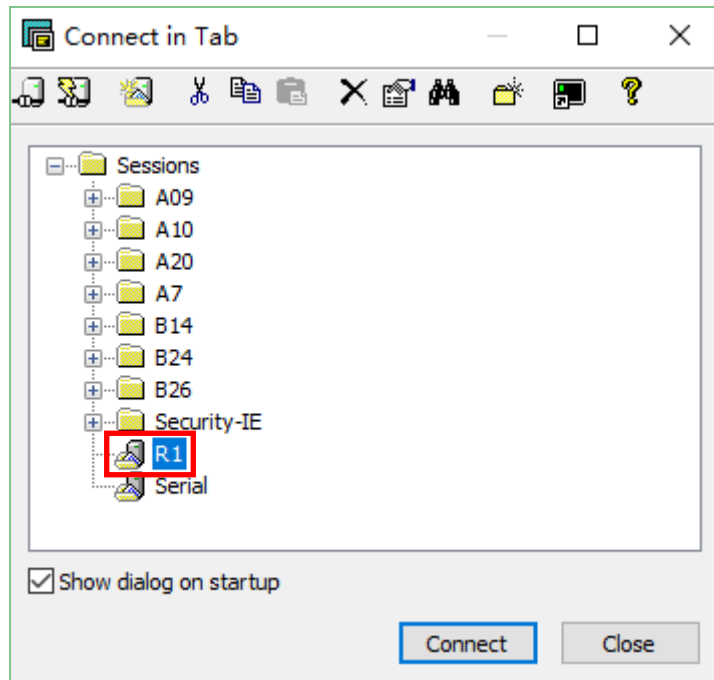 Connect in Tab
Sessions
A09
A10
A20
A7
B14
B24
B26
Security-IE
R1
Serial
Show dialog on startup
Connect Close